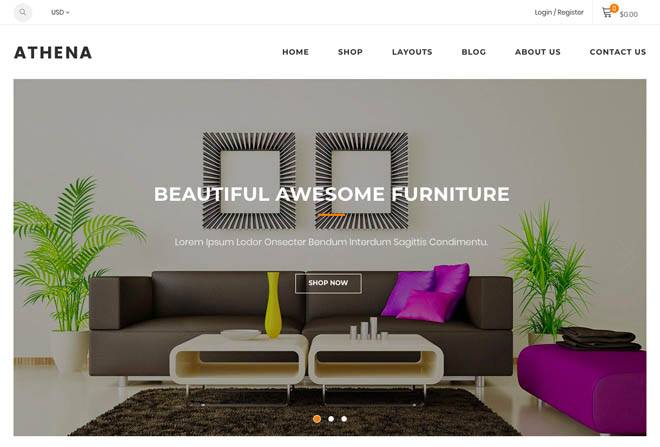 USD
Login / Register
0
$0.00
ATHENA
HOME SHOP LAYOUTS BLOG ABOUT US CONTACT US
BEAUTIFUL AWESOME FURNITURE
Lorem Ipsum Lodor Onsecter Bendum Interdum Sagittis Condimentu.
SHOP NOW